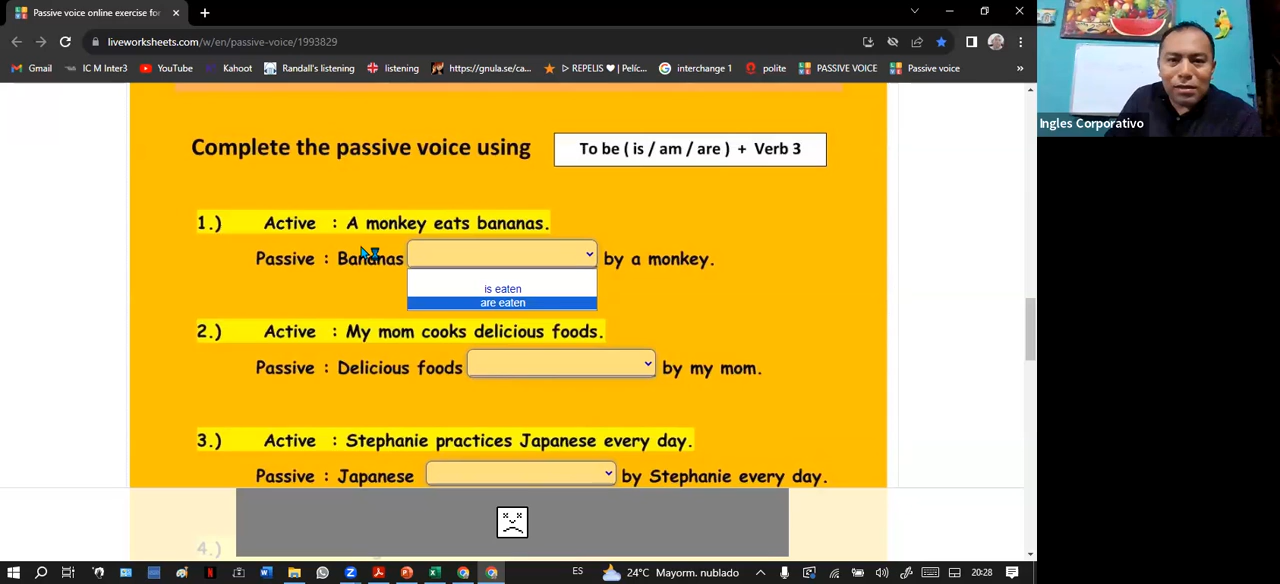 Passive voice online exercise for
liveworksheets.com/w/en/passive-voice/1993829
Gmail
IC M Inter3
YouTube
Kahoot
Randall's listening
listening
https://gnula.se/ca...
▷ REPELIS ♥ | Pelíc...
interchange 1
polite
PASSIVE VOICE
Passive voice
»
Ingles Corporativo
Complete the passive voice using
To be ( is / am / are ) + Verb 3
1.) Active : A monkey eats bananas.
Passive : Bananas by a monkey.
is eaten
are eaten
2.) Active : My mom cooks delicious foods.
Passive : Delicious foods by my mom.
3.) Active : Stephanie practices Japanese every day.
Passive : Japanese by Stephanie every day.
4.)
ES
24°C Mayorm. nublado
20:28